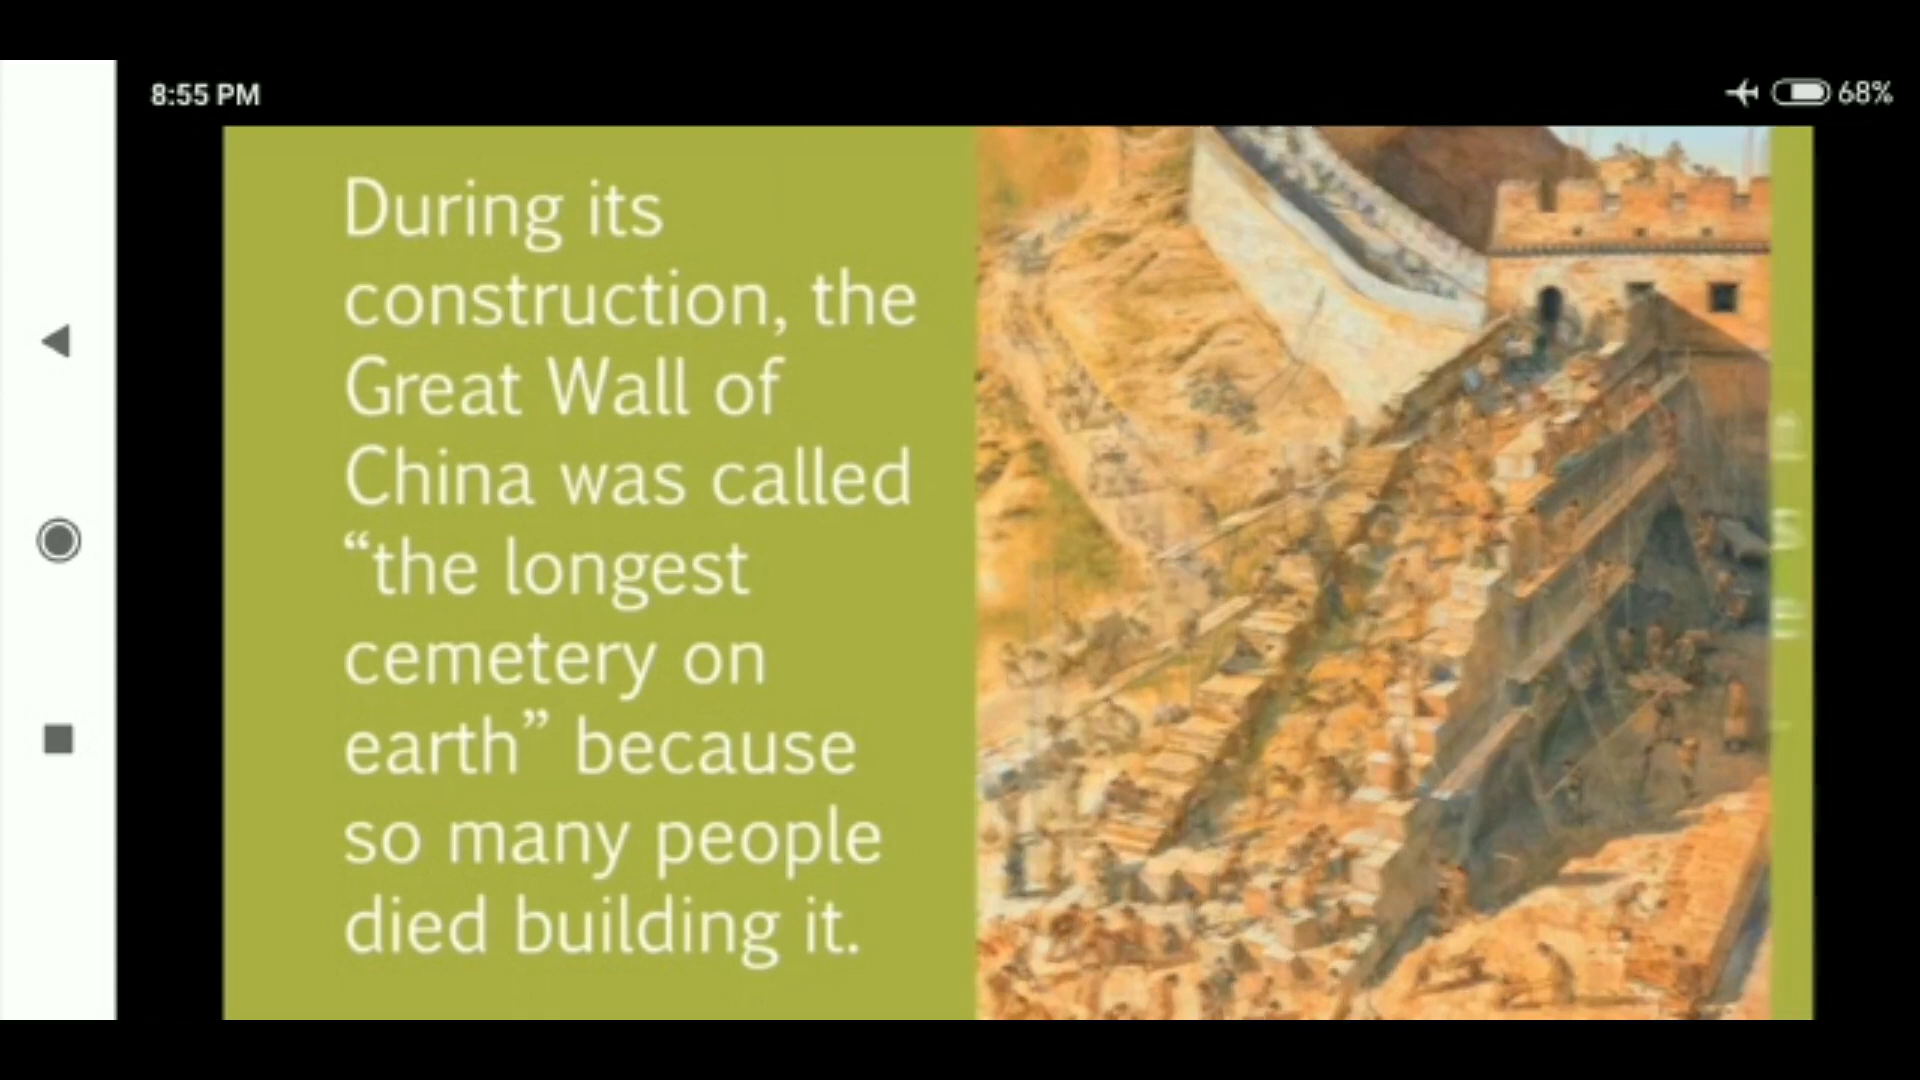 8:55 PM
68%
During its
construction, the
Great Wall of
China was called
“the longest
cemetery on
earth” because
so many people
died building it.